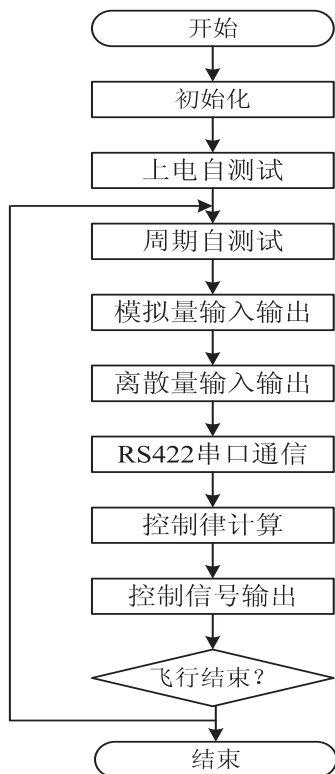 开始
初始化
上电自测试
周期自测试
模拟量输入输出
离散量输入输出
RS422串口通信
控制律计算
控制信号输出
飞行结束?
结束